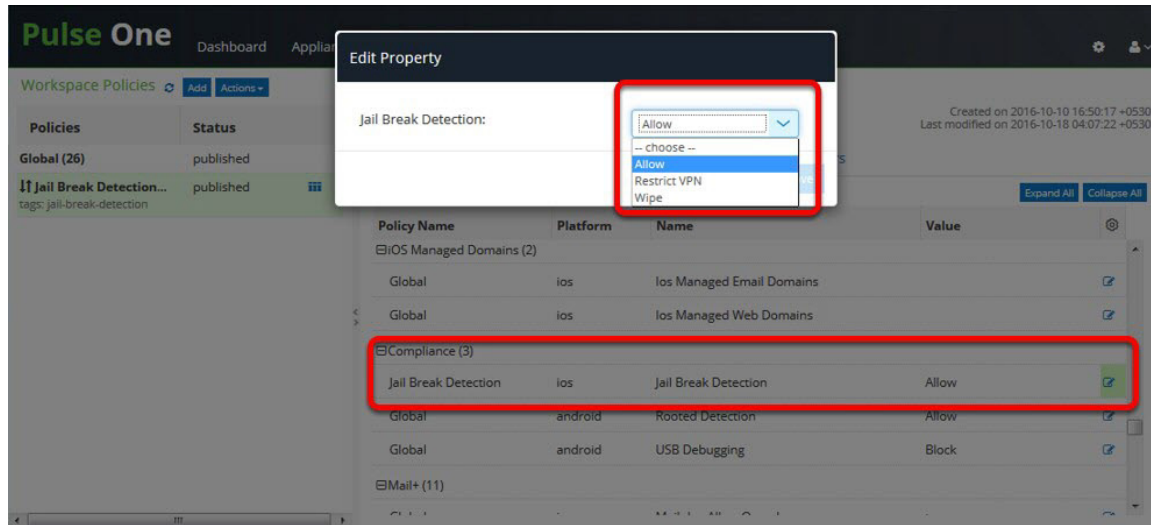 Pulse One
Dashboard
Workspace Policies Add Actions
Policies Status
Global (26) published
Jail Break Detection... published
tags: jail-break-detection
Edit Property
Jail Break Detection: Allow
-- choose --
Allow
Restrict VPN
Wipe
Created on 2016-10-10 16:50:17 +0530
Last modified on 2016-10-18 04:07:22 +0530
Expand All Collapse All
Policy Name Platform Name Value
iOS Managed Domains (2)
Global ios Ios Managed Email Domains
Global ios Ios Managed Web Domains
Compliance (3)
Jail Break Detection ios Jail Break Detection Allow
Global android Rooted Detection Allow
Global android USB Debugging Block
Mail+ (11)